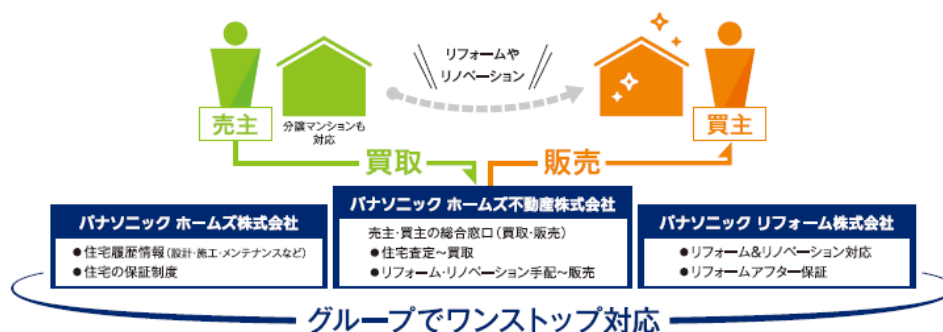 リフォームや
リノベーション
売主
分譲マンションも
対応
買主
買取
販売
パナソニック ホームズ株式会社
●住宅履歴情報(設計・施工・メンテナンスなど)
●住宅の保証制度
パナソニック ホームズ不動産株式会社
売主・買主の総合窓口(買取・販売)
●住宅査定~買取
●リフォーム・リノベーション手配~販売
パナソニック リフォーム株式会社
●リフォーム&リノベーション対応
●リフォームアフター保証
グループでワンストップ対応